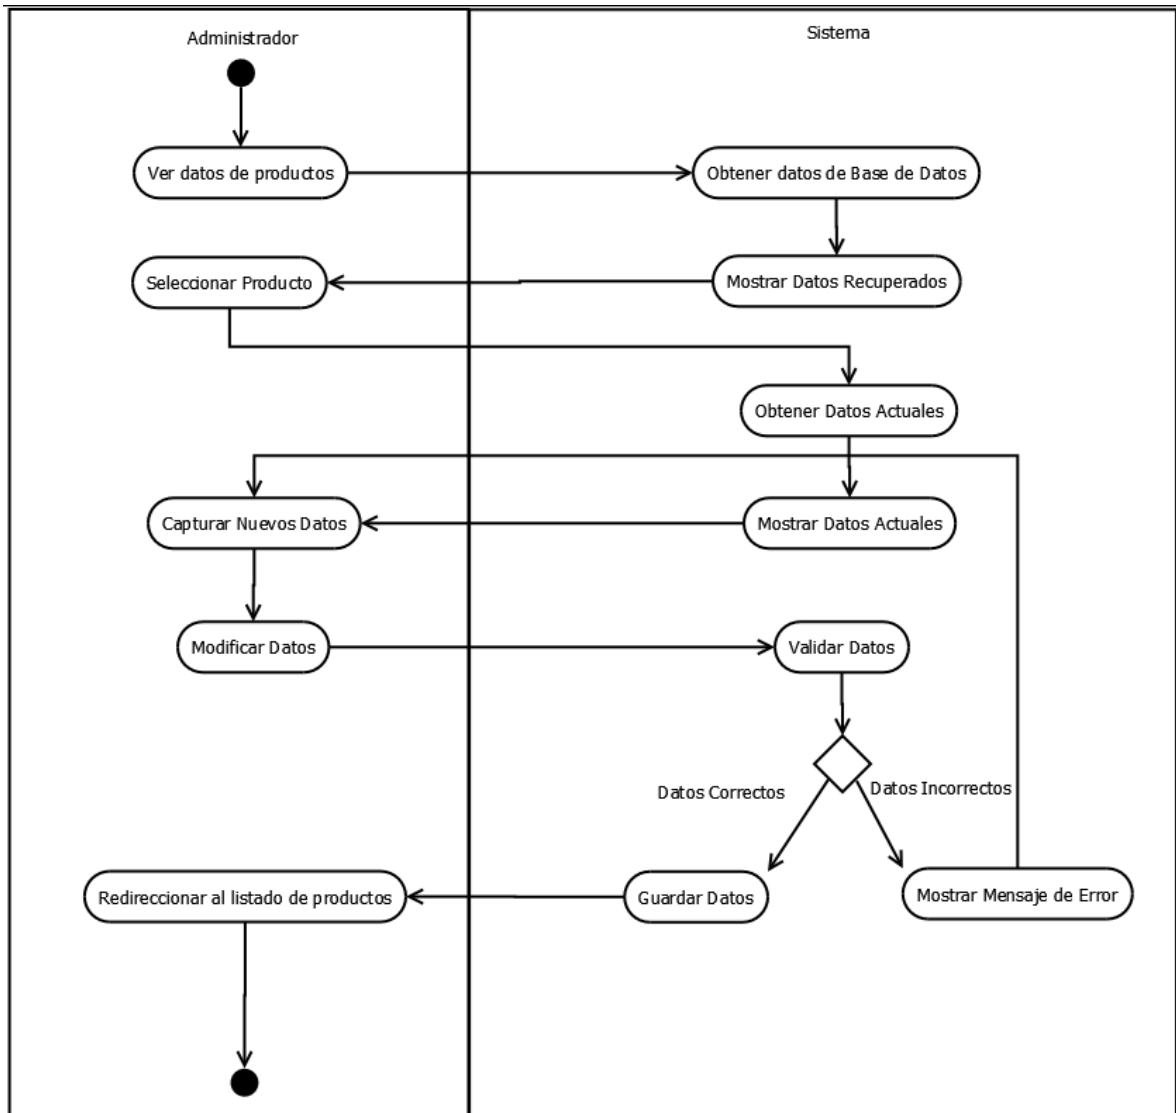 Administrador
Sistema
Ver datos de productos
Obtener datos de Base de Datos
Seleccionar Producto
Mostrar Datos Recuperados
Obtener Datos Actuales
Capturar Nuevos Datos
Mostrar Datos Actuales
Modificar Datos
Validar Datos
Datos Correctos
Datos Incorrectos
Redireccionar al listado de productos
Guardar Datos
Mostrar Mensaje de Error